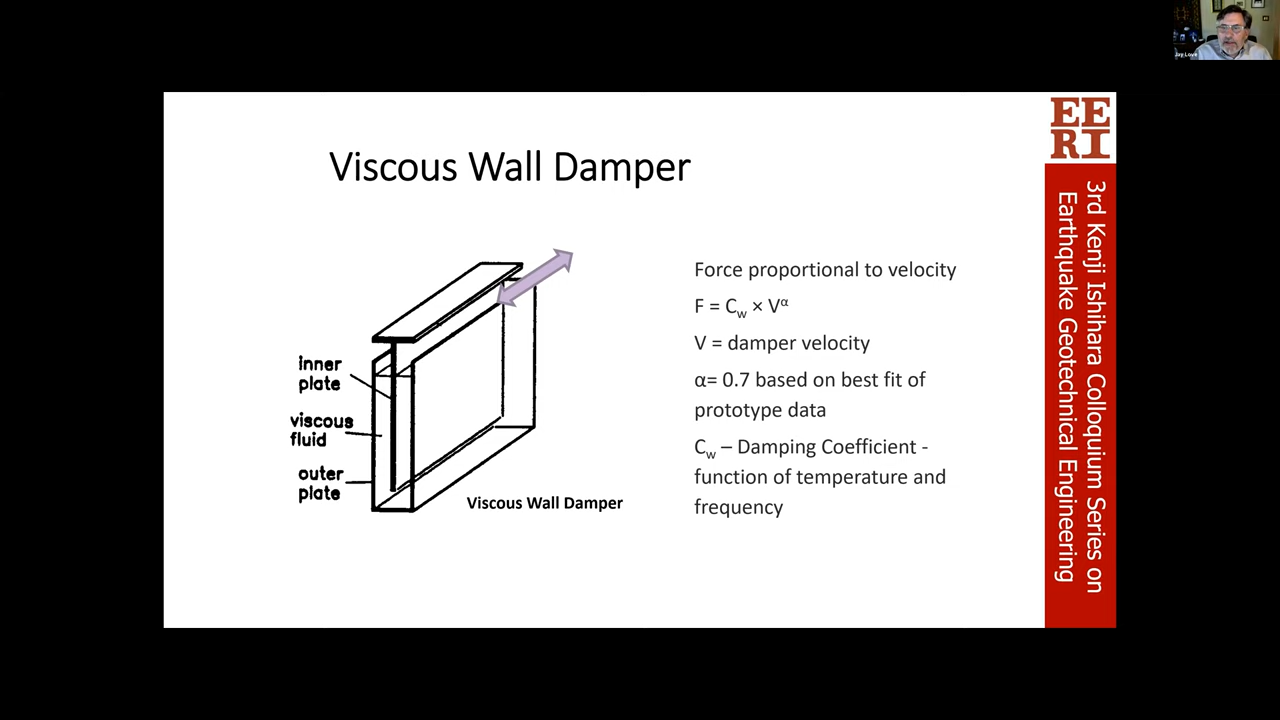 Jay Love
EE
RI
Viscous Wall Damper
3rd Kenji Ishihara Colloquium Series on
Earthquake Geotechnical Engineering
inner
plate
viscous
fluid
outer
plate
Viscous Wall Damper
Force proportional to velocity
F = Cw × Vα
V = damper velocity
α= 0.7 based on best fit of
prototype data
Cw – Damping Coefficient -
function of temperature and
frequency